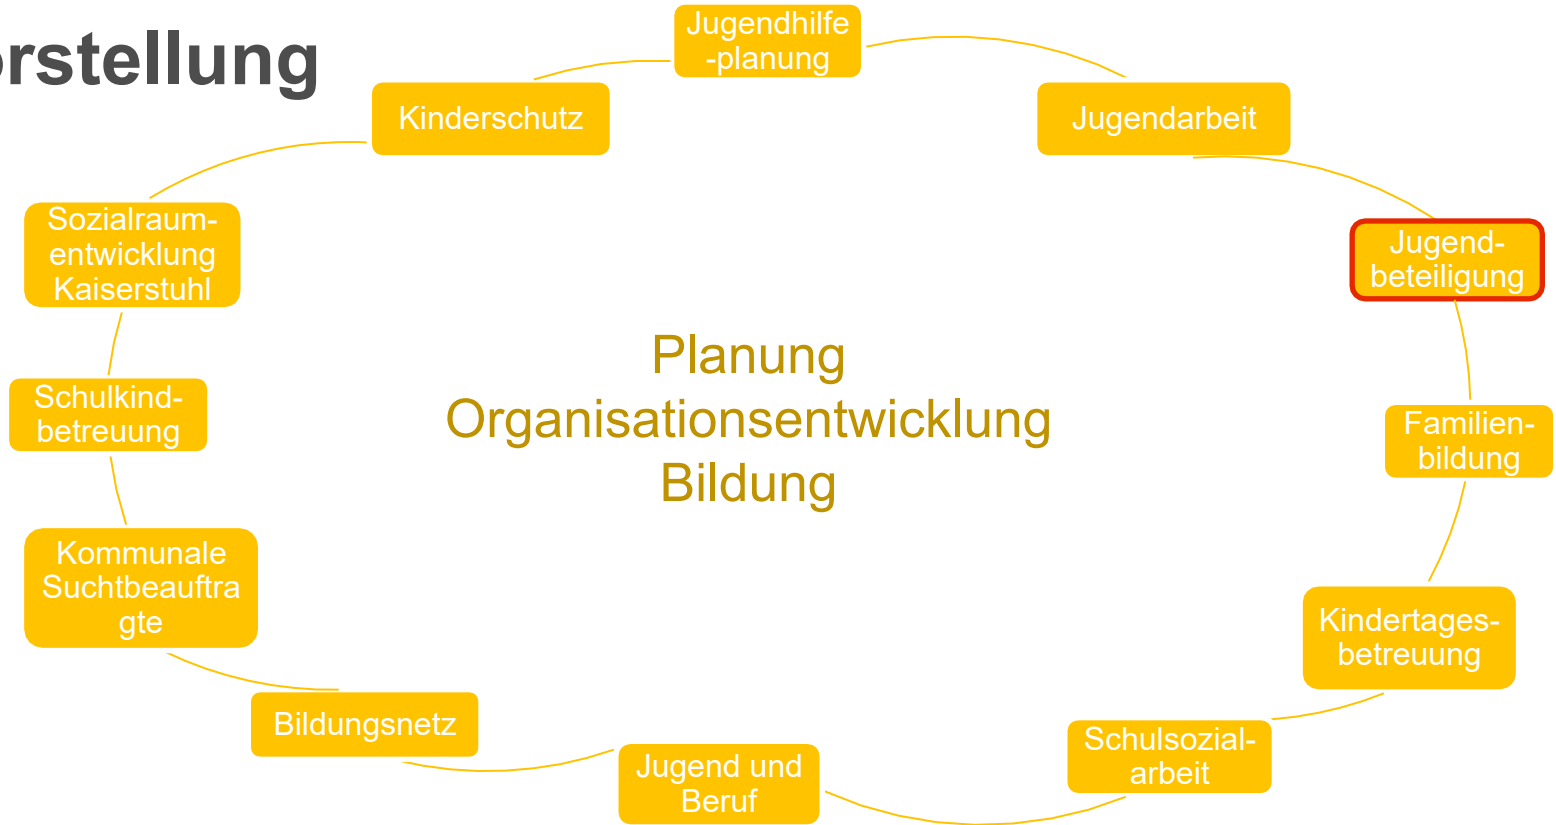 orstellung
Jugendhilfe
-planung
Kinderschutz
Jugendarbeit
Sozialraum-
entwicklung
Kaiserstuhl
Jugend-
beteiligung
Planung
Organisationsentwicklung
Bildung
Schulkind-
betreuung
Familien-
bildung
Kommunale
Suchtbeauftra
gte
Kindertages-
betreuung
Bildungsnetz
Schulsozial-
arbeit
Jugend und
Beruf